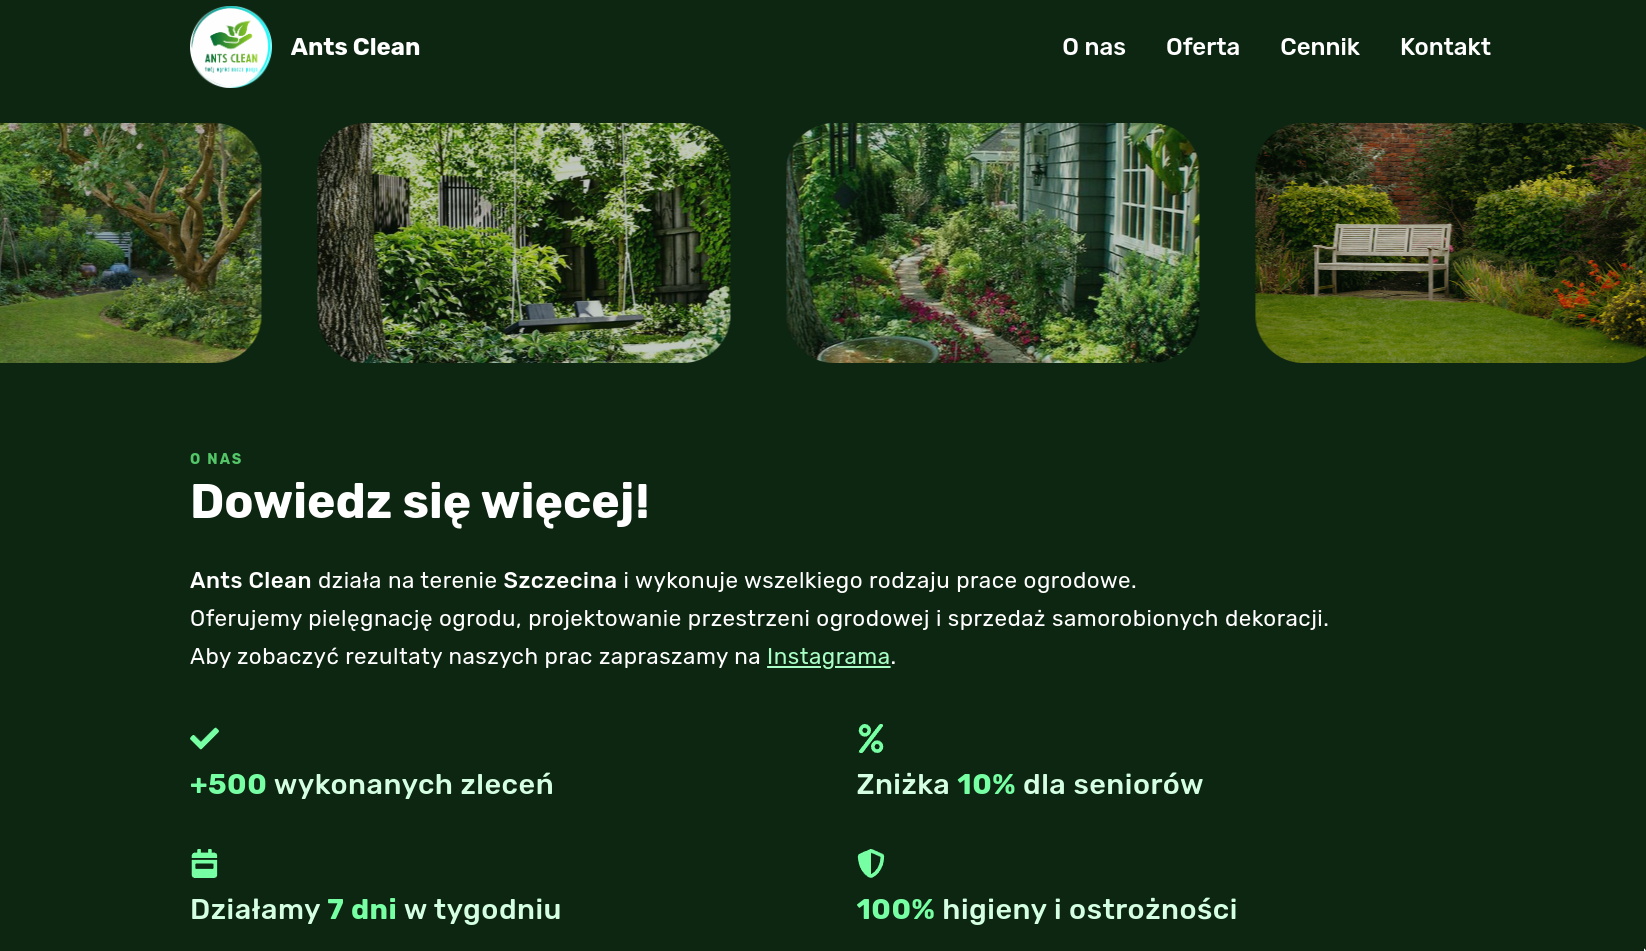 ANTS CLEAN
Ants Clean
O nas
Oferta
Cennik
Kontakt
O NAS
Dowiedz się więcej!
Ants Clean działa na terenie Szczecina i wykonuje wszelkiego rodzaju prace ogrodowe.
Oferujemy pielęgnację ogrodu, projektowanie przestrzeni ogrodowej i sprzedaż samorobionych dekoracji.
Aby zobaczyć rezultaty naszych prac zapraszamy na Instagrama.
+500 wykonanych zleceń
Zniżka 10% dla seniorów
Działamy 7 dni w tygodniu
100% higieny i ostrożności